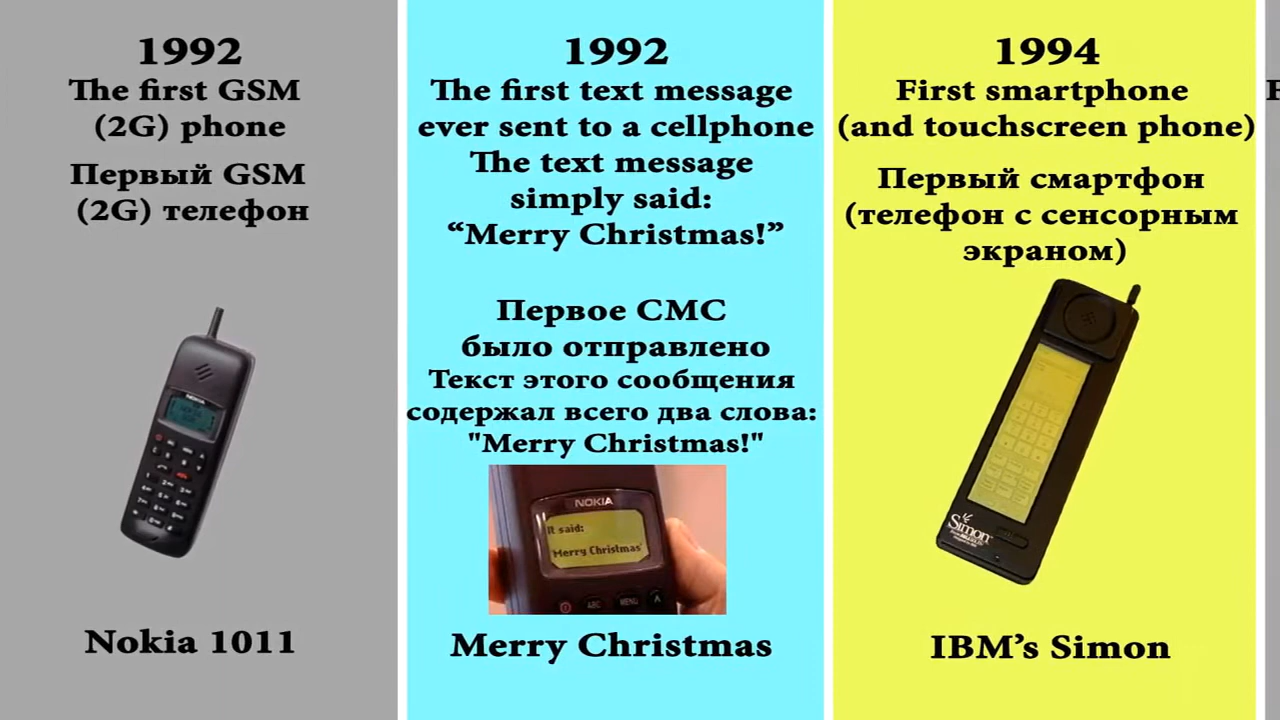 1992
The first GSM
(2G) phone
Первый GSM
(2G) телефон
NOKIA
Nokia 1011
1992
The first text message
ever sent to a cellphone
The text message
simply said:
“Merry Christmas!”
Первое СМС
было отправлено
Текст этого сообщения
содержал всего два слова:
"Merry Christmas!"
NOKIA
It said:
Merry Christmas
ABC
MENU
Merry Christmas
1994
First smartphone
(and touchscreen phone)
Первый смартфон
(телефон с сенсорным
экраном)
Simon
IBM’s Simon